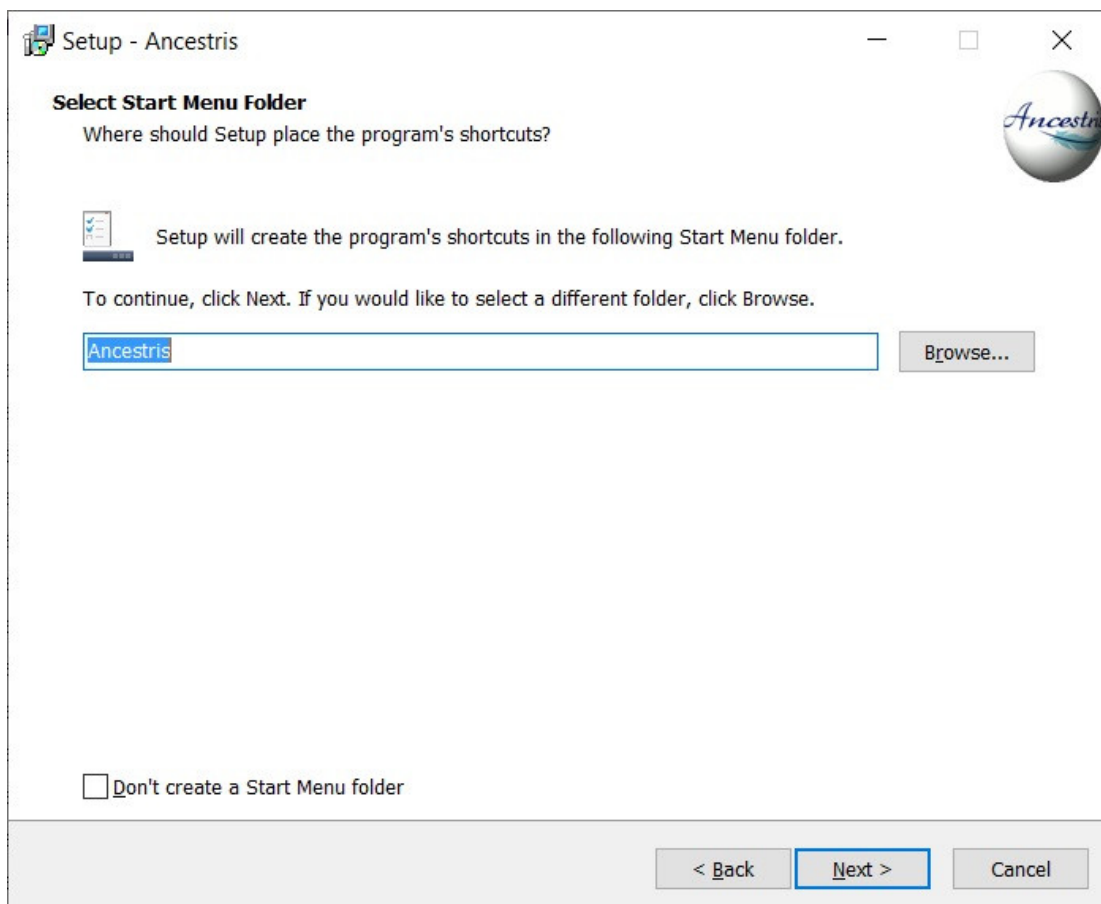 Setup - Ancestris
Select Start Menu Folder
Where should Setup place the program's shortcuts?
Ancestris
Setup will create the program's shortcuts in the following Start Menu folder.
To continue, click Next. If you would like to select a different folder, click Browse.
Ancestris
Browse...
Don't create a Start Menu folder
< Back
Next >
Cancel